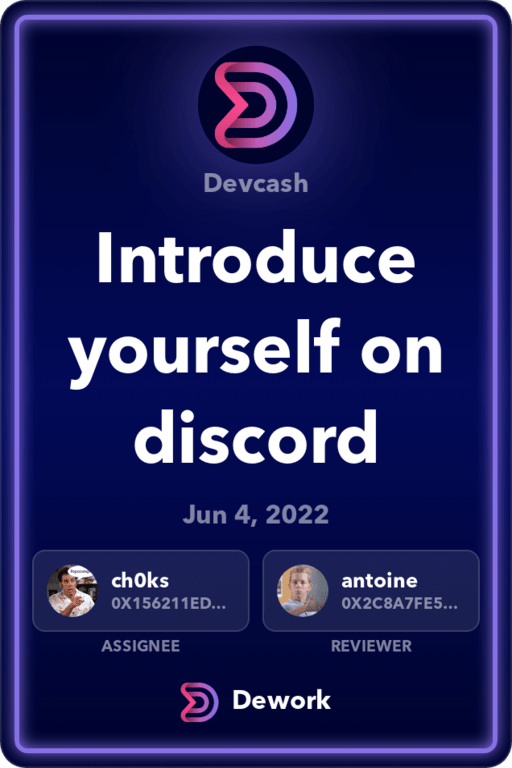 Devcash
Introduce
yourself on
discord
Jun 4, 2022
ch0ks
0X156211ED...
ASSIGNEE
antoine
0X2C8A7FE5...
REVIEWER
Dework